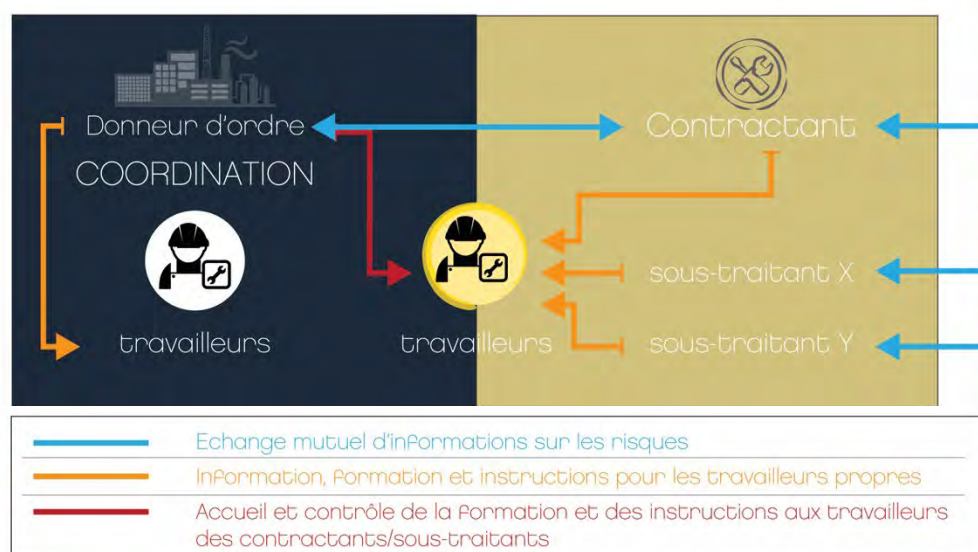 Donneur d'ordre
Contractant
COORDINATION
sous-traitant X
travailleurs
travailleurs
sous-traitant Y
Echange mutuel d'informations sur les risques
Information, formation et instructions pour les travailleurs propres
Accueil et contrôle de la formation et des instructions aux travailleurs
des contractants/sous-traitants